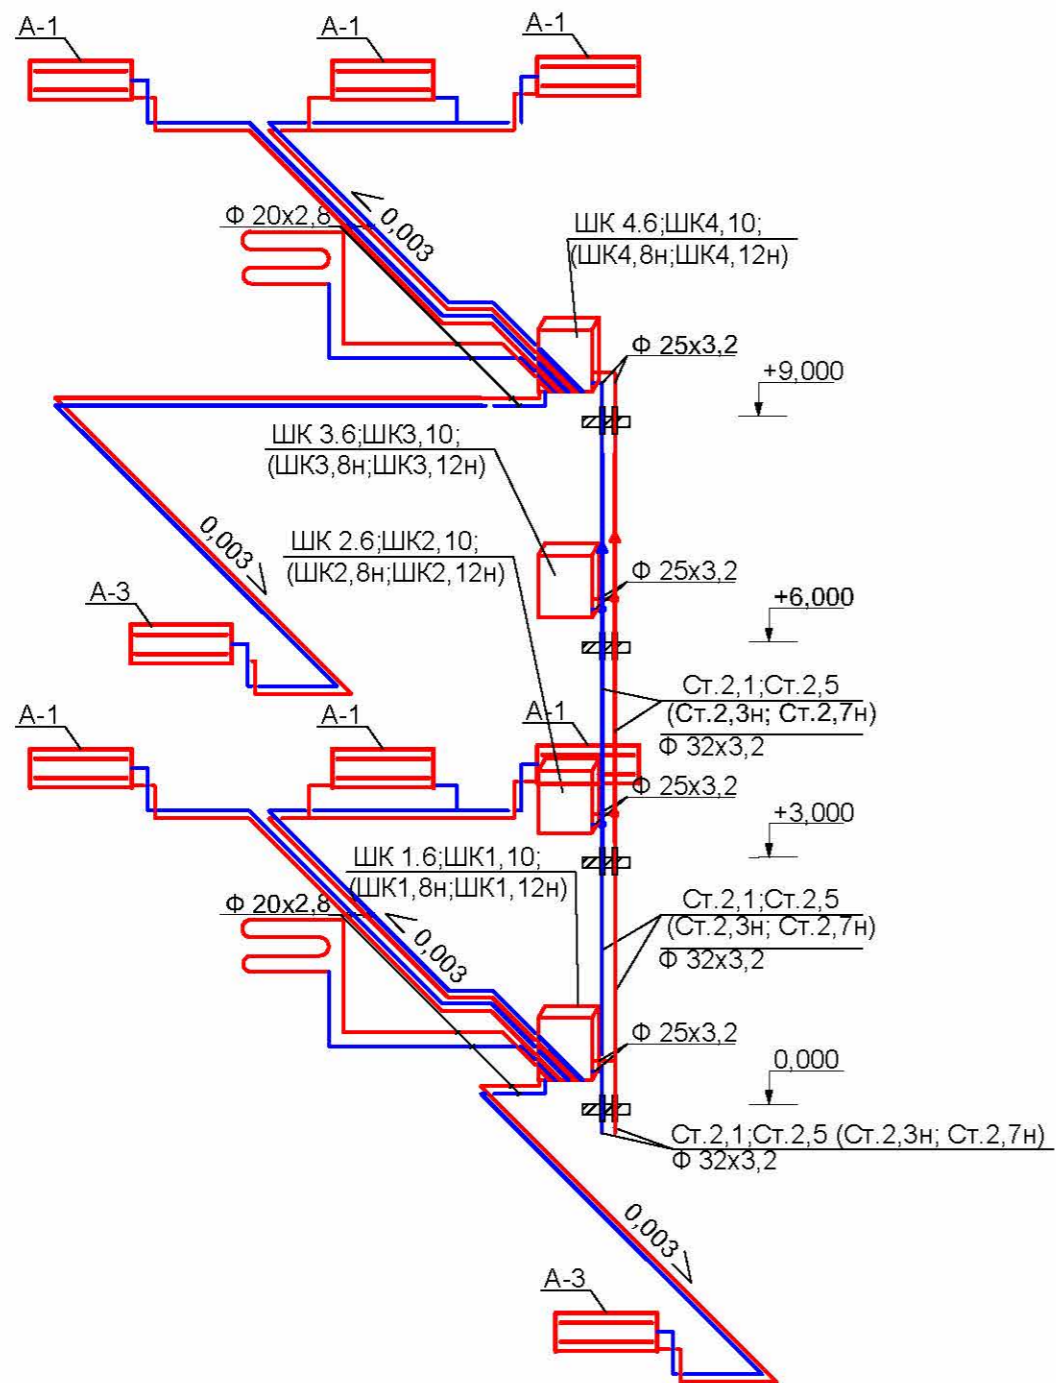 А-1
А-1
А-1
Ф 20х2,8
0,003
ШК 4.6;ШК4,10;
(ШК4,8н;ШК4,12н)
Ф 25х3,2
+9,000
ШК 3.6;ШК3,10;
(ШК3,8н;ШК3,12н)
0,003
ШК 2.6;ШК2,10;
(ШК2,8н;ШК2,12н)
Ф 25х3,2
+6,000
А-3
Ст.2,1;Ст.2,5
(Ст.2,3н; Ст.2,7н)
Ф 32х3,2
А-1
А-1
А-1
Ф 25х3,2
+3,000
ШК 1.6;ШК1,10;
(ШК1,8н;ШК1,12н)
Ф 20х2,8
0,003
Ст.2,1;Ст.2,5
(Ст.2,3н; Ст.2,7н)
Ф 32х3,2
Ф 25х3,2
0,000
Ст.2,1;Ст.2,5 (Ст.2,3н; Ст.2,7н)
Ф 32х3,2
0,003
А-3